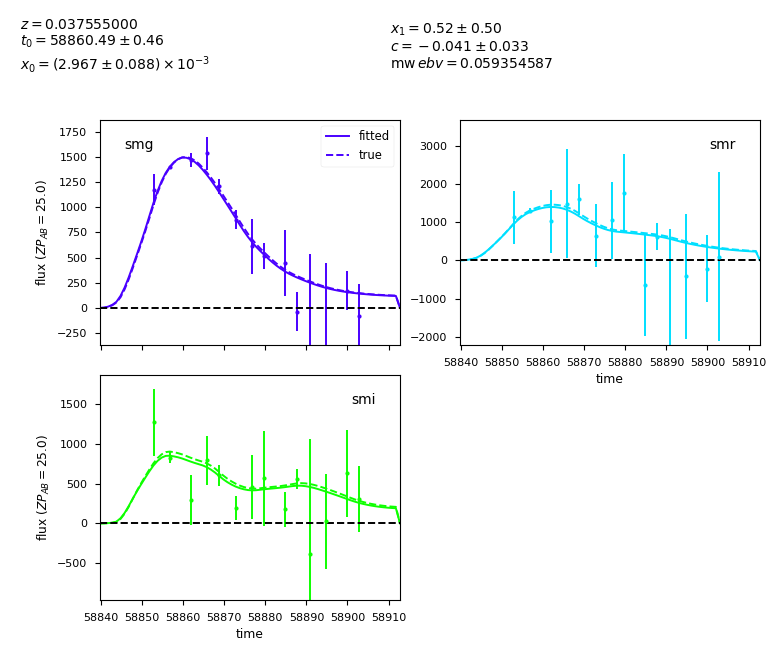 z = 0.037555000
t₀ = 58860.49 ± 0.46
x₀ = (2.967 ± 0.088) × 10⁻³
x₁ = 0.52 ± 0.50
c = −0.041 ± 0.033
mw ebv = 0.059354587
smg
fitted
true
1750
1500
1250
1000
750
500
250
0
−250
flux (ZP_AB = 25.0)
smr
3000
2000
1000
0
−1000
−2000
58840 58850 58860 58870 58880 58890 58900 58910
time
smi
1500
1000
500
0
−500
flux (ZP_AB = 25.0)
58840 58850 58860 58870 58880 58890 58900 58910
time